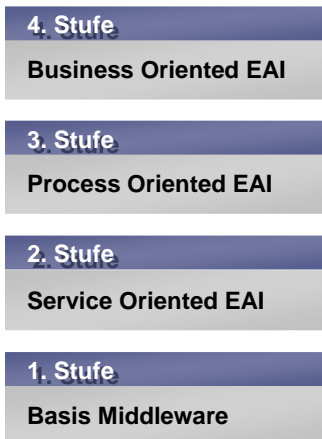 4. Stufe
Business Oriented EAI
3. Stufe
Process Oriented EAI
2. Stufe
Service Oriented EAI
1. Stufe
Basis Middleware